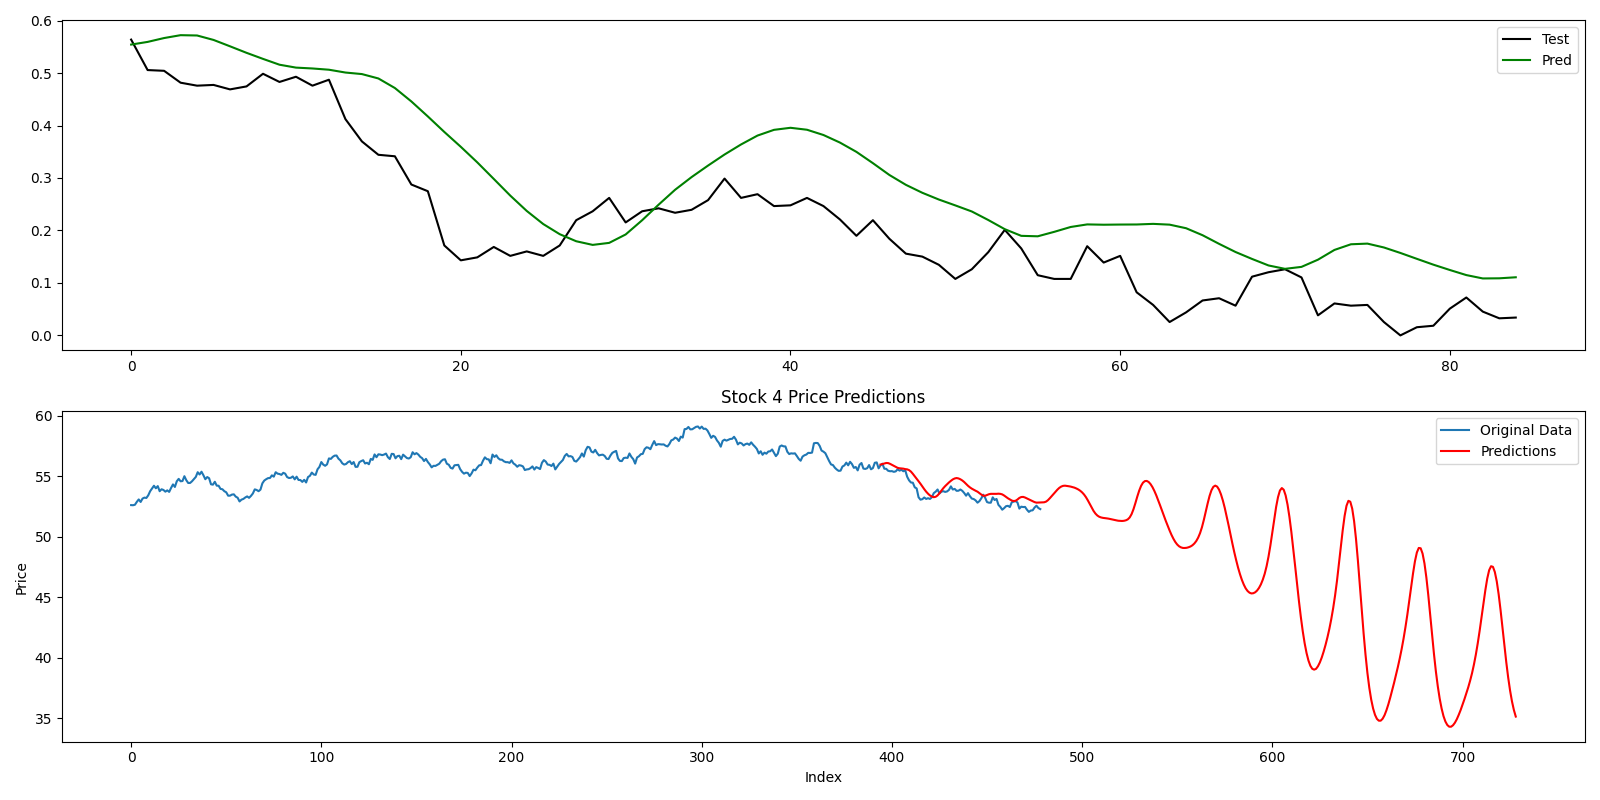 0.6
0.5
0.4
0.3
0.2
0.1
0.0
0 20 40 60 80
Test
Pred
Stock 4 Price Predictions
60
55
50
45
40
35
Price
0 100 200 300 400 500 600 700
Index
Original Data
Predictions